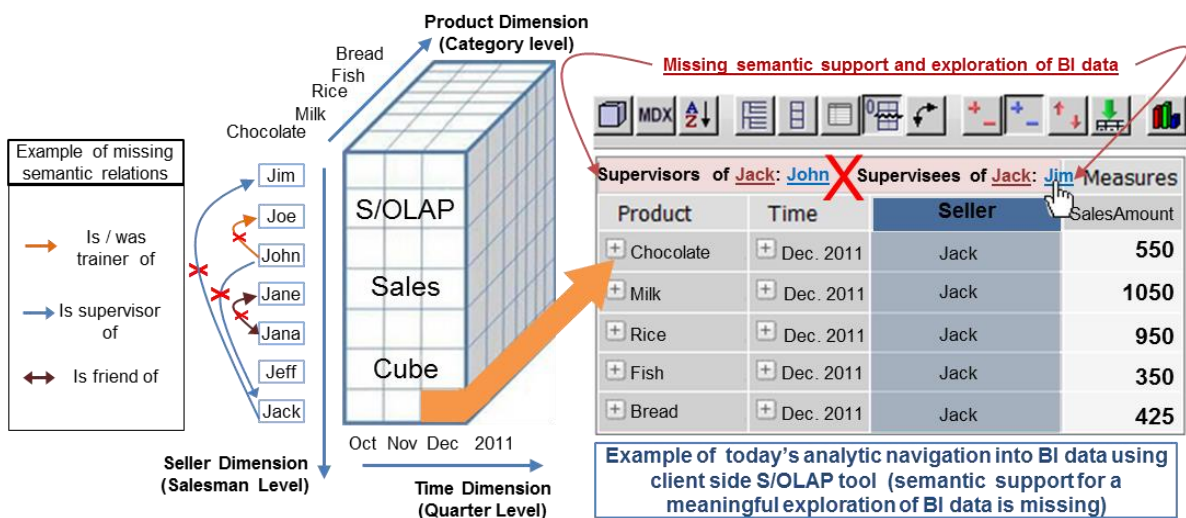 Product Dimension
(Category level)
Bread
Fish
Rice
Milk
Chocolate
Example of missing
semantic relations
Is / was
trainer of
Is supervisor
of
Is friend of
Jim
Joe
John
Jane
Jana
Jeff
Jack
X
X
X
X
S/OLAP
Sales
Cube
Oct Nov Dec 2011
Seller Dimension
(Salesman Level)
Time Dimension
(Quarter Level)
Missing semantic support and exploration of BI data
MDX
A
Z
0
Supervisors of Jack: John X Supervisees of Jack: Jim Measures
Product Time Seller SalesAmount
Chocolate Dec. 2011 Jack 550
Milk Dec. 2011 Jack 1050
Rice Dec. 2011 Jack 950
Fish Dec. 2011 Jack 350
Bread Dec. 2011 Jack 425
Example of today's analytic navigation into BI data using
client side S/OLAP tool (semantic support for a
meaningful exploration of BI data is missing)